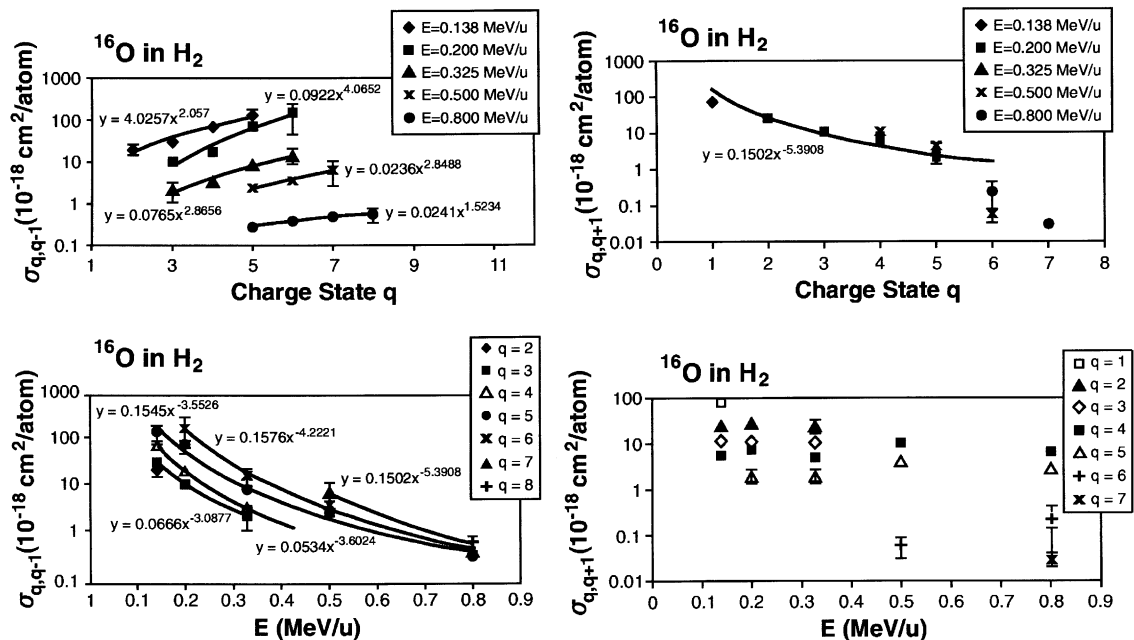 ¹⁶O in H₂
E=0.138 MeV/u
E=0.200 MeV/u
E=0.325 MeV/u
E=0.500 MeV/u
E=0.800 MeV/u
σq,q-1(10⁻¹⁸ cm²/atom)
1000
100
10
1
0.1
y = 4.0257x²·⁰⁵⁷
y = 0.0922x⁴·⁰⁶⁵²
y = 0.0236x²·⁸⁴⁸⁸
y = 0.0765x²·⁸⁶⁵⁶
y = 0.0241x¹·⁵²³⁴
1 3 5 7 9 11
Charge State q
¹⁶O in H₂
E=0.138 MeV/u
E=0.200 MeV/u
E=0.325 MeV/u
E=0.500 MeV/u
E=0.800 MeV/u
σq,q+1(10⁻¹⁸ cm²/atom)
1000
100
10
1
0.1
0.01
y = 0.1502x⁻⁵·³⁹⁰⁸
0 1 2 3 4 5 6 7 8
Charge State q
¹⁶O in H₂
q = 2
q = 3
q = 4
q = 5
q = 6
q = 7
q = 8
σq,q-1(10⁻¹⁸ cm²/atom)
1000
100
10
1
0.1
y = 0.1545x⁻³·⁵⁵²⁶
y = 0.1576x⁻⁴·²²²¹
y = 0.1502x⁻⁵·³⁹⁰⁸
y = 0.0666x⁻³·⁰⁸⁷⁷
y = 0.0534x⁻³·⁶⁰²⁴
1 0.1 0.2 0.3 0.4 0.5 0.6 0.7 0.8 0.9
E (MeV/u)
¹⁶O in H₂
q = 1
q = 2
q = 3
q = 4
q = 5
q = 6
q = 7
σq,q+1(10⁻¹⁸ cm²/atom)
100
10
1
0.1
0.01
0 0.1 0.2 0.3 0.4 0.5 0.6 0.7 0.8 0.9
E (MeV/u)